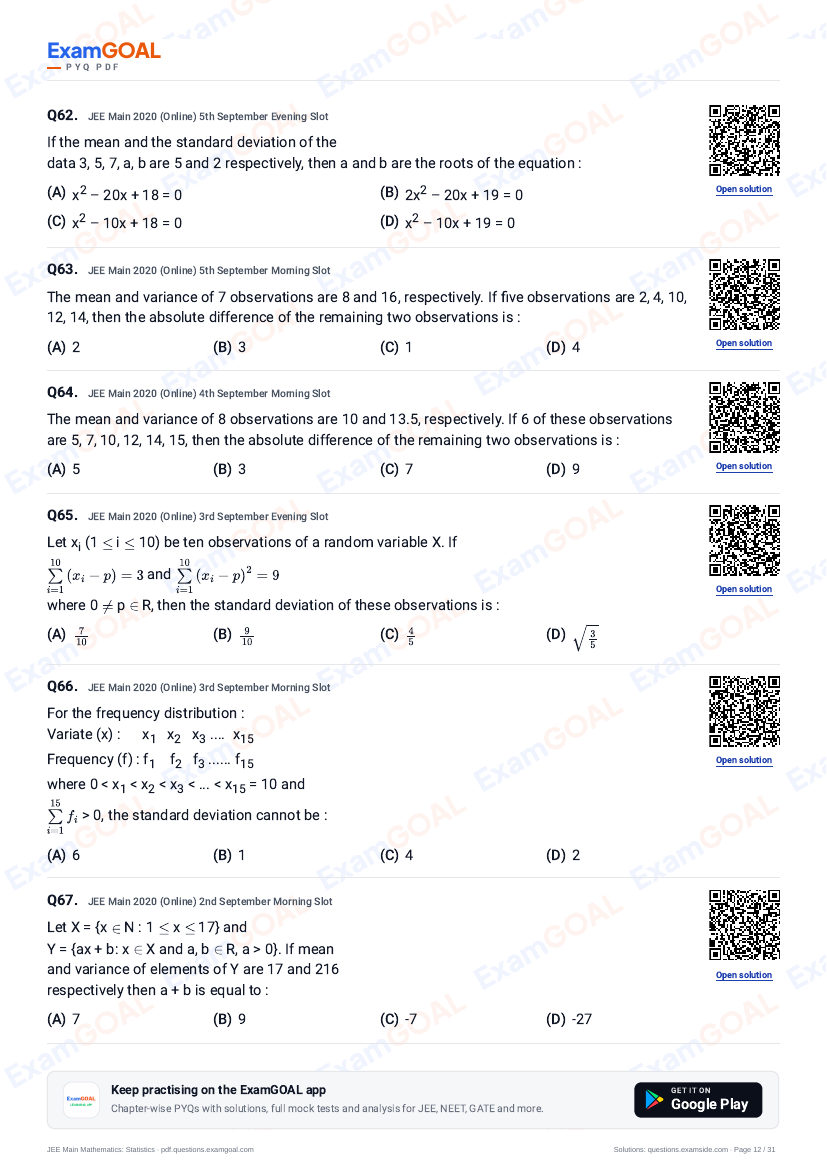 ExamGOAL
PYQ PDF
Q62. JEE Main 2020 (Online) 5th September Evening Slot
If the mean and the standard deviation of the
data 3, 5, 7, a, b are 5 and 2 respectively, then a and b are the roots of the equation :
(A) x² − 20x + 18 = 0 (B) 2x² − 20x + 19 = 0
(C) x² − 10x + 18 = 0 (D) x² − 10x + 19 = 0
Open solution
Q63. JEE Main 2020 (Online) 5th September Morning Slot
The mean and variance of 7 observations are 8 and 16, respectively. If five observations are 2, 4, 10,
12, 14, then the absolute difference of the remaining two observations is :
(A) 2 (B) 3 (C) 1 (D) 4
Open solution
Q64. JEE Main 2020 (Online) 4th September Morning Slot
The mean and variance of 8 observations are 10 and 13.5, respectively. If 6 of these observations
are 5, 7, 10, 12, 14, 15, then the absolute difference of the remaining two observations is :
(A) 5 (B) 3 (C) 7 (D) 9
Open solution
Q65. JEE Main 2020 (Online) 3rd September Evening Slot
Let xᵢ (1 ≤ i ≤ 10) be ten observations of a random variable X. If
∑_{i=1}^{10} (xᵢ − p) = 3 and ∑_{i=1}^{10} (xᵢ − p)² = 9
where 0 ≠ p ∈ R, then the standard deviation of these observations is :
(A) 7/10 (B) 9/10 (C) 4/5 (D) √(3/5)
Open solution
Q66. JEE Main 2020 (Online) 3rd September Morning Slot
For the frequency distribution :
Variate (x) : x₁ x₂ x₃ .... x₁₅
Frequency (f) : f₁ f₂ f₃ ...... f₁₅
where 0 < x₁ < x₂ < x₃ < ... < x₁₅ = 10 and
∑_{i=1}^{15} fᵢ > 0, the standard deviation cannot be :
(A) 6 (B) 1 (C) 4 (D) 2
Open solution
Q67. JEE Main 2020 (Online) 2nd September Morning Slot
Let X = {x ∈ N : 1 ≤ x ≤ 17} and
Y = {ax + b: x ∈ X and a, b ∈ R, a > 0}. If mean
and variance of elements of Y are 17 and 216
respectively then a + b is equal to :
(A) 7 (B) 9 (C) -7 (D) -27
Open solution
Keep practising on the ExamGOAL app
Chapter-wise PYQs with solutions, full mock tests and analysis for JEE, NEET, GATE and more.
GET IT ON
Google Play
JEE Main Mathematics: Statistics · pdf.questions.examgoal.com Solutions: questions.examside.com · Page 12 / 31